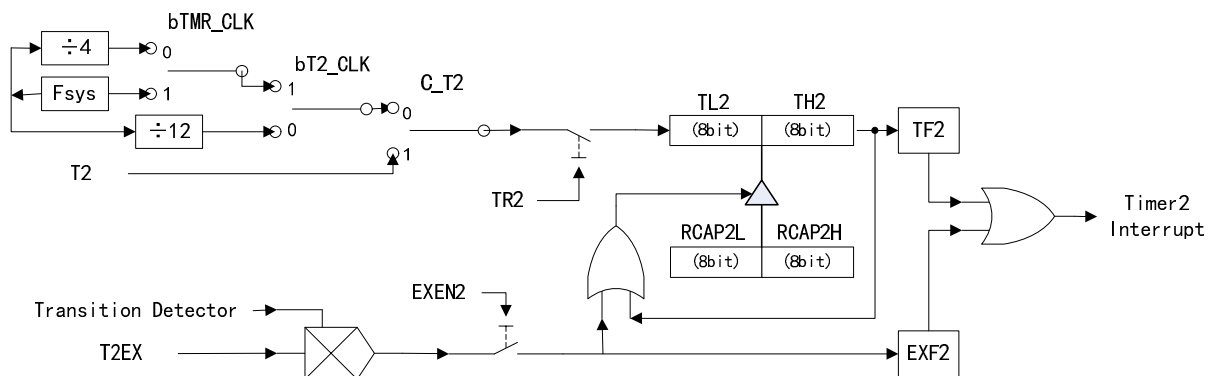 bTMR_CLK
÷4
0
bT2_CLK
Fsys
1
1
C_T2
0
TL2
TH2
÷12
0
(8bit)
(8bit)
TF2
T2
1
TR2
Timer2
Interrupt
RCAP2L
RCAP2H
(8bit)
(8bit)
EXEN2
Transition Detector
T2EX
EXF2